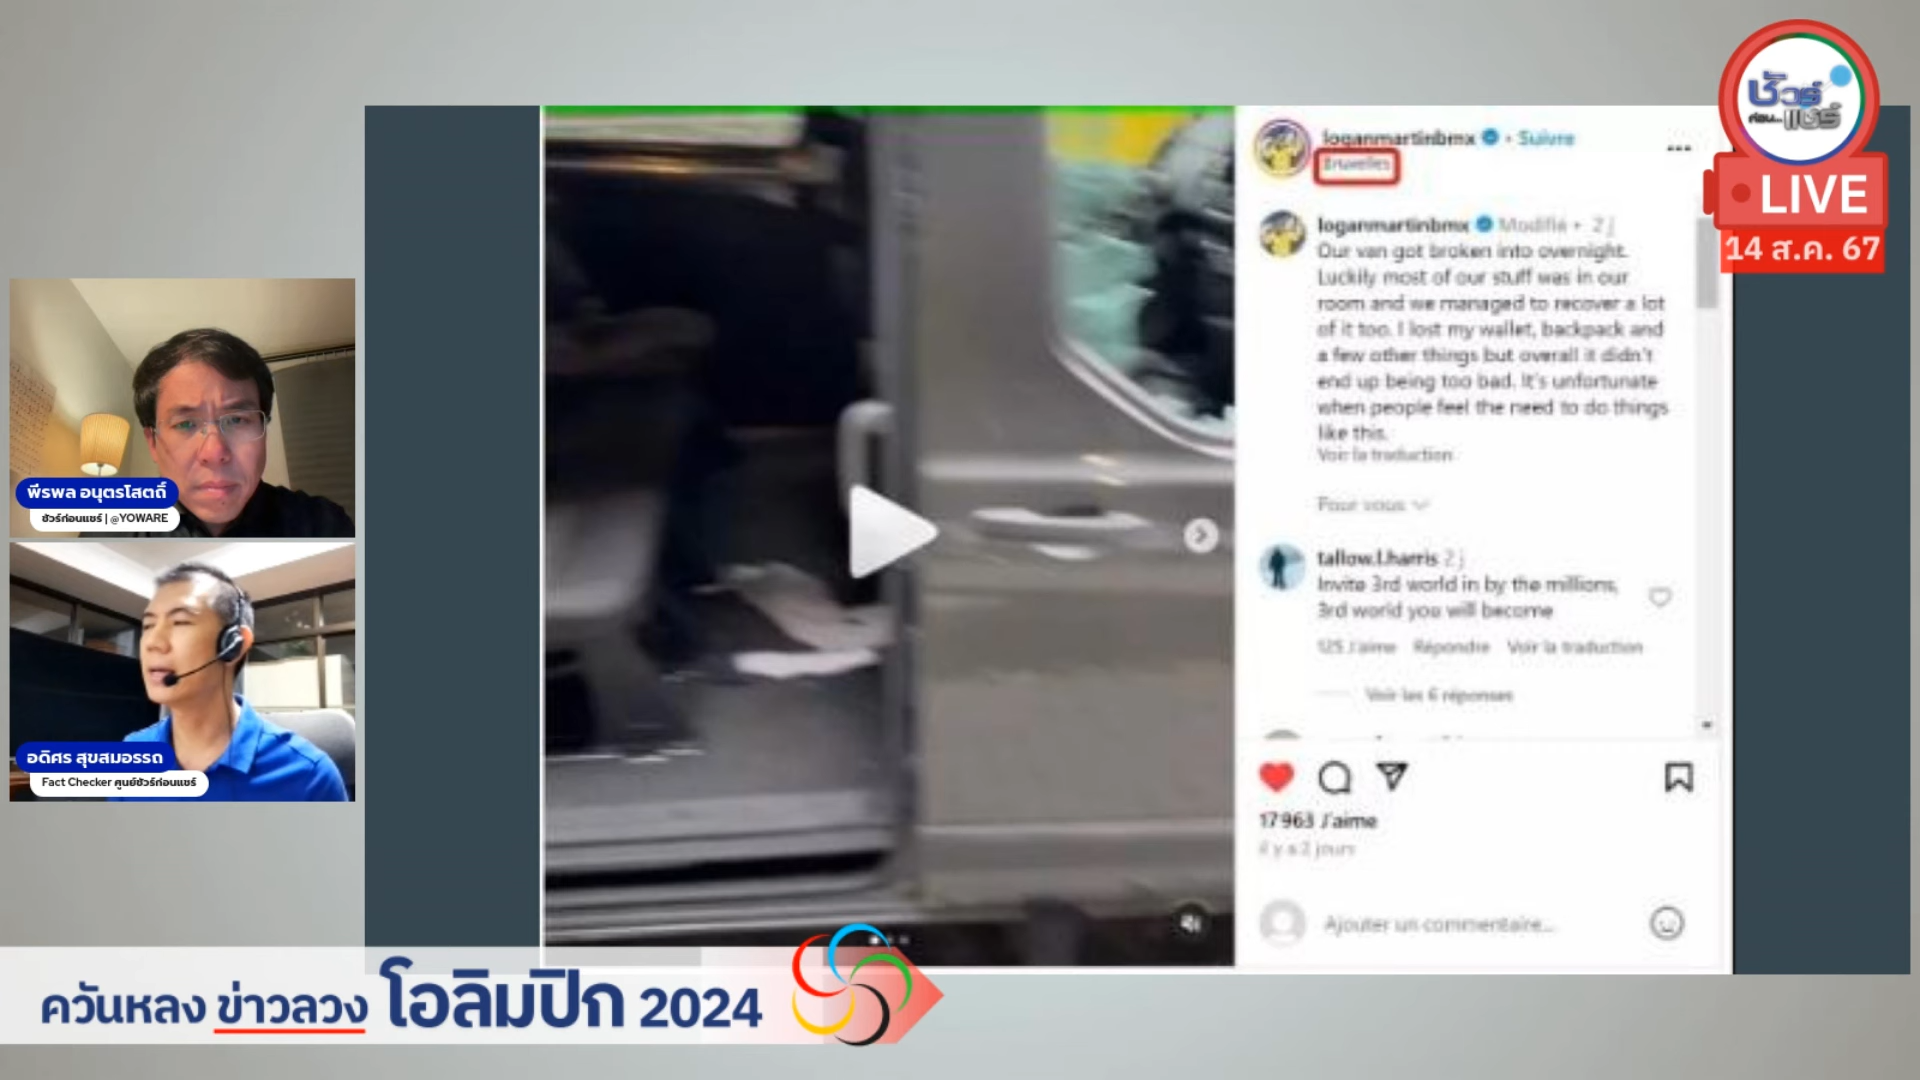 ชัวร์
ก่อน..แชร์
LIVE
14 ส.ค. 67
loganmartinbmx • Suivre
Bruxelles
loganmartinbmx Modifié • 2 j
Our van got broken into overnight.
Luckily most of our stuff was in our
room and we managed to recover a lot
of it too. I lost my wallet, backpack and
a few other things but overall it didn't
end up being too bad. It's unfortunate
when people feel the need to do things
like this.
Voir la traduction
Pour vous
tallow.l.harris 2 j
Invite 3rd world in by the millions,
3rd world you will become
125 J'aime Répondre Voir la traduction
Voir les 6 réponses
17 963 J'aime
il y a 2 jours
Ajouter un commentaire...
พีรพล อนุตรโสตถิ์
ชัวร์ก่อนแชร์ | @YOWARE
อดิศร สุขสมอรรถ
Fact Checker ศูนย์ชัวร์ก่อนแชร์
ควันหลง ข่าวลวง โอลิมปิก 2024